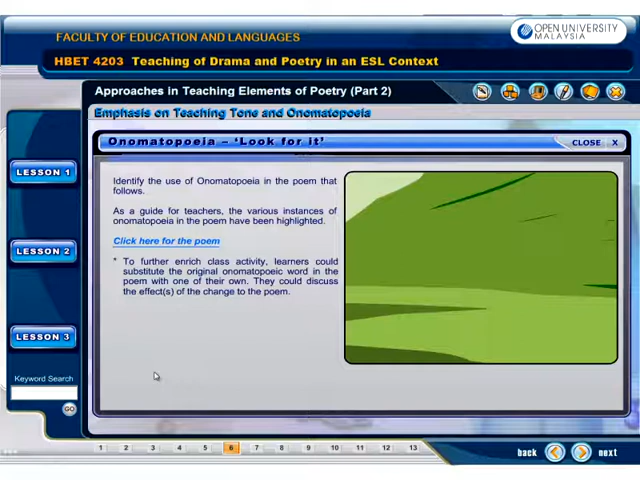 OPEN UNIVERSITY
MALAYSIA
FACULTY OF EDUCATION AND LANGUAGES
HBET 4203 Teaching of Drama and Poetry in an ESL Context
Approaches in Teaching Elements of Poetry (Part 2)
Emphasis on Teaching Tone and Onomatopoeia
Onomatopoeia – 'Look for it'
CLOSE X
LESSON 1
LESSON 2
LESSON 3
Keyword Search
GO
Identify the use of Onomatopoeia in the poem that
follows.
As a guide for teachers, the various instances of
onomatopoeia in the poem have been highlighted.
Click here for the poem
* To further enrich class activity, learners could
substitute the original onomatopoeic word in the
poem with one of their own. They could discuss
the effect(s) of the change to the poem.
1 2 3 4 5 6 7 8 9 10 11 12 13
back next